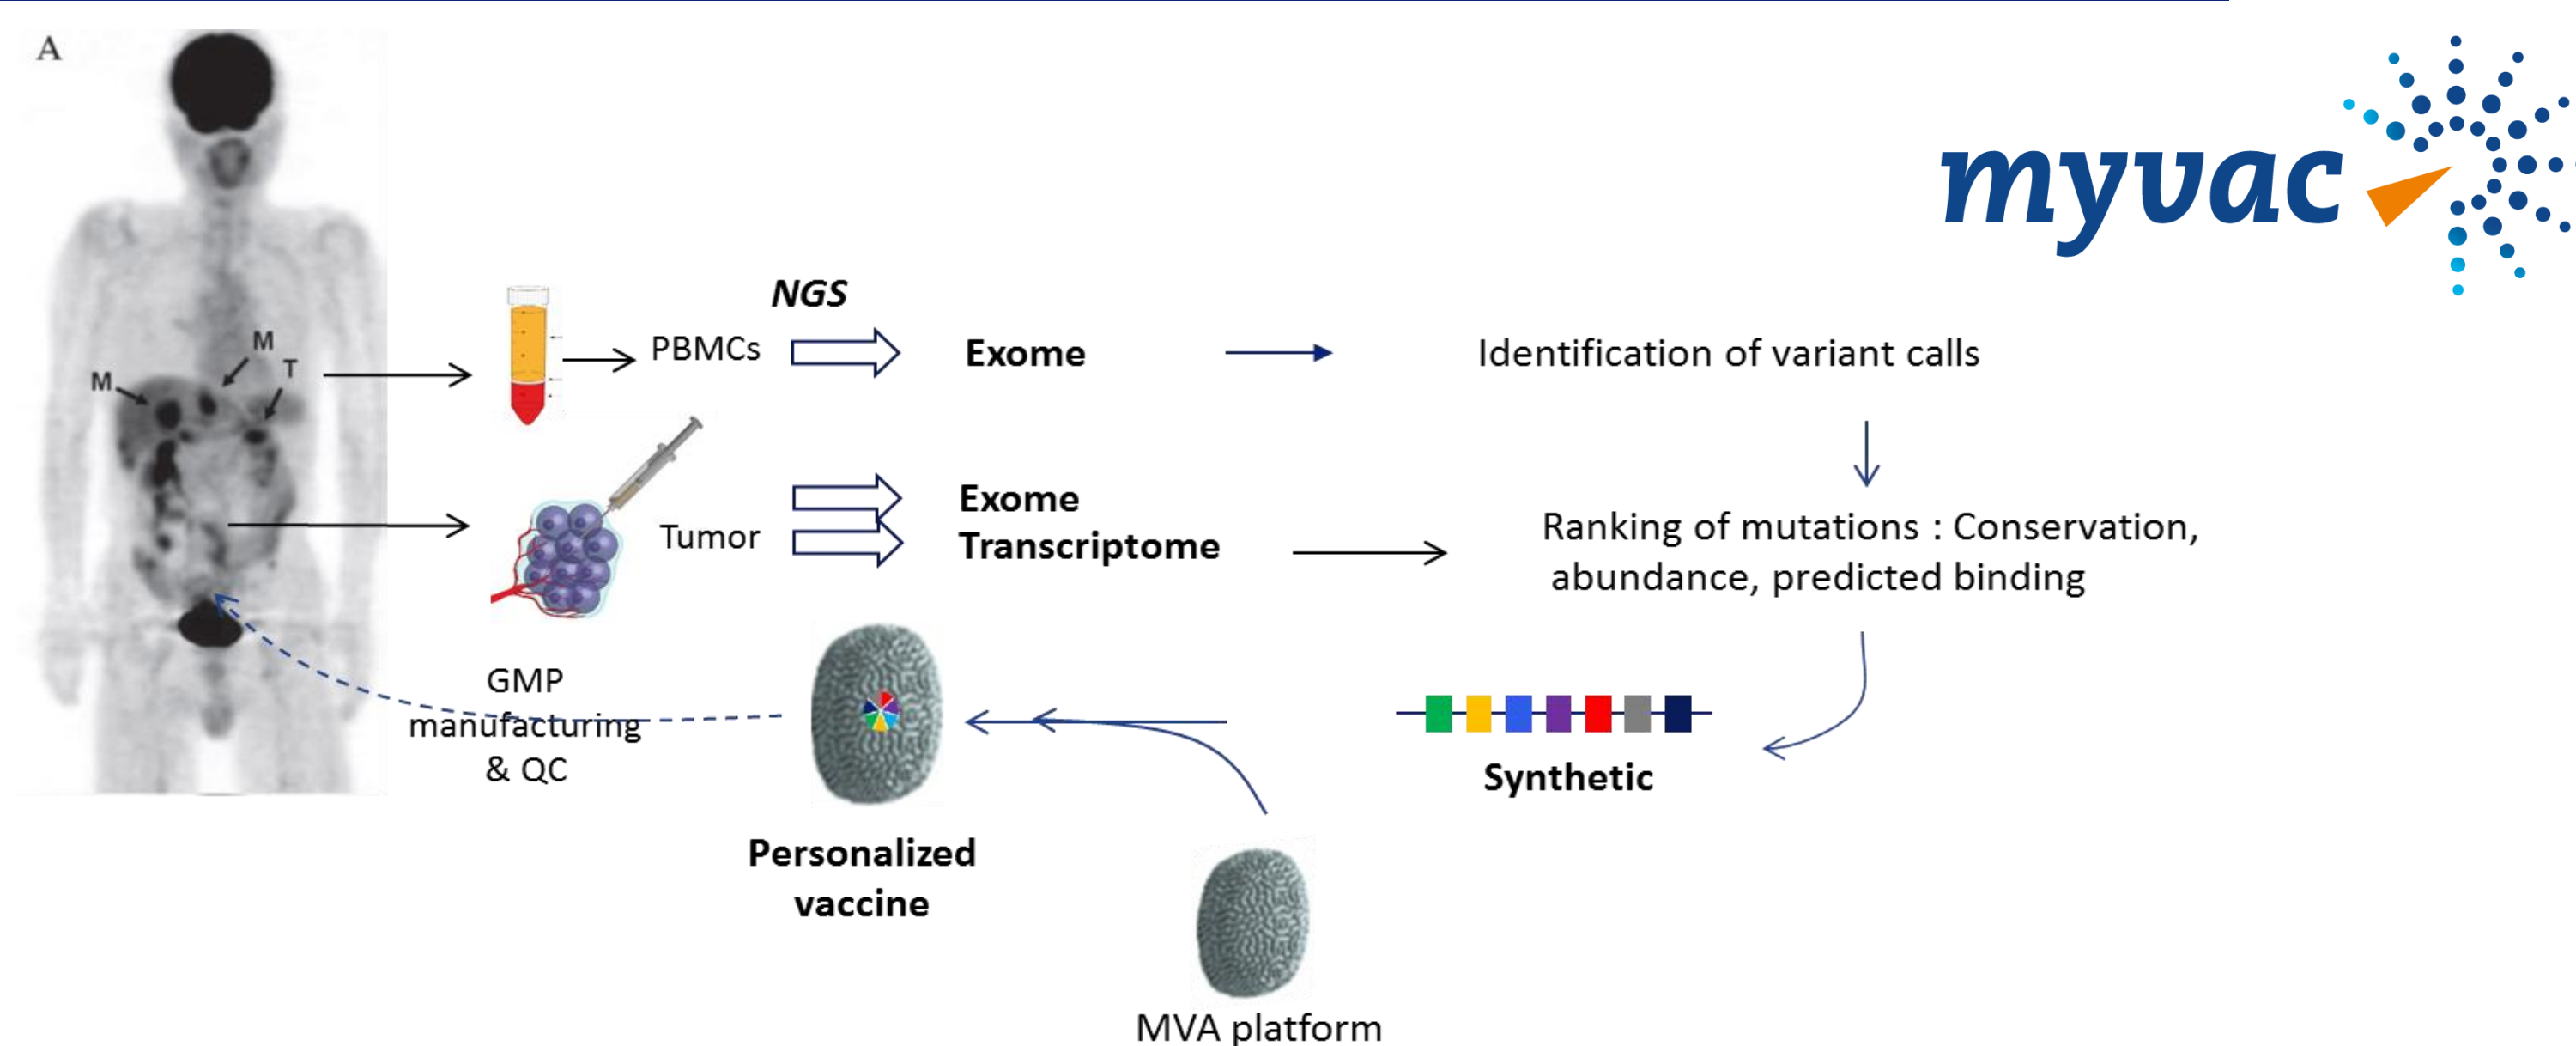 A
myvac
NGS
M
T
M
PBMCs
Exome
Identification of variant calls
Exome
Tumor
Transcriptome
Ranking of mutations : Conservation,
abundance, predicted binding
GMP
manufacturing
& QC
Synthetic
Personalized
vaccine
MVA platform